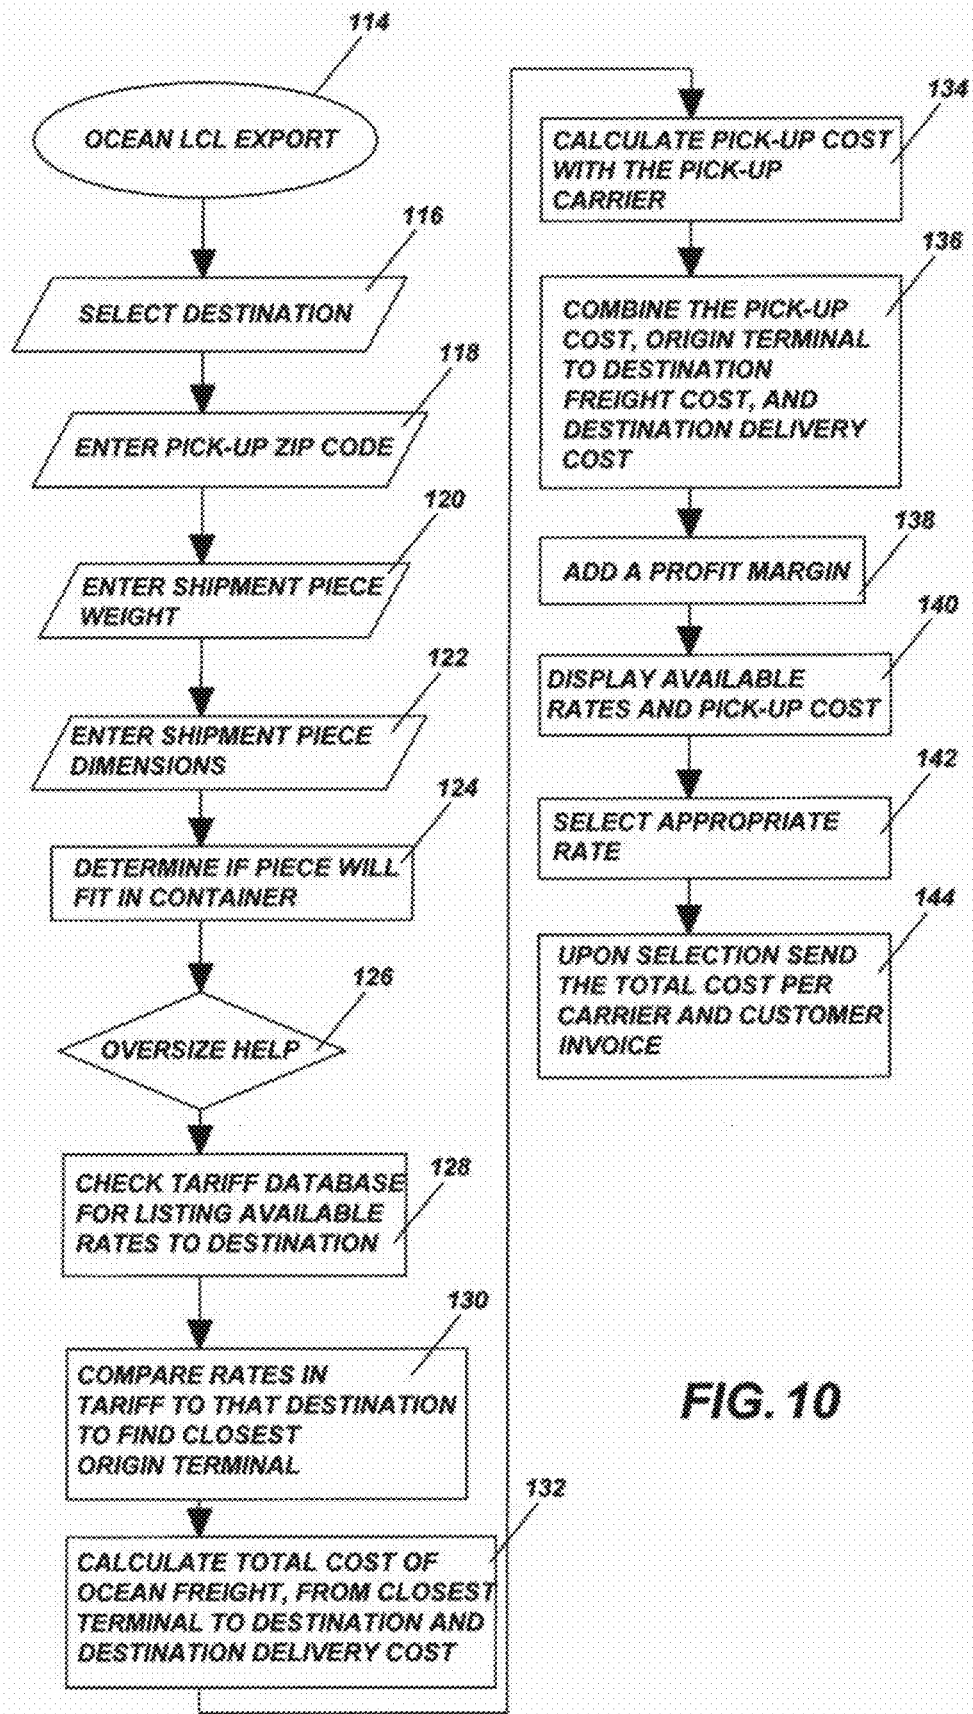 114
OCEAN LCL EXPORT
116
SELECT DESTINATION
118
ENTER PICK-UP ZIP CODE
120
ENTER SHIPMENT PIECE
WEIGHT
122
ENTER SHIPMENT PIECE
DIMENSIONS
124
DETERMINE IF PIECE WILL
FIT IN CONTAINER
126
OVERSIZE HELP
128
CHECK TARIFF DATABASE
FOR LISTING AVAILABLE
RATES TO DESTINATION
130
COMPARE RATES IN
TARIFF TO THAT DESTINATION
TO FIND CLOSEST
ORIGIN TERMINAL
132
CALCULATE TOTAL COST OF
OCEAN FREIGHT, FROM CLOSEST
TERMINAL TO DESTINATION AND
DESTINATION DELIVERY COST
134
CALCULATE PICK-UP COST
WITH THE PICK-UP
CARRIER
136
COMBINE THE PICK-UP
COST, ORIGIN TERMINAL
TO DESTINATION
FREIGHT COST, AND
DESTINATION DELIVERY
COST
138
ADD A PROFIT MARGIN
140
DISPLAY AVAILABLE
RATES AND PICK-UP COST
142
SELECT APPROPRIATE
RATE
144
UPON SELECTION SEND
THE TOTAL COST PER
CARRIER AND CUSTOMER
INVOICE
FIG. 10